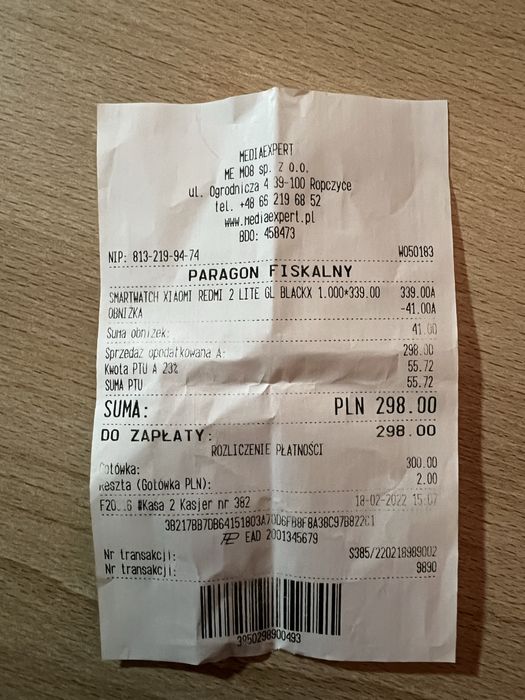 MEDIAEXPERT
ME M08 sp. Z o.o.
ul. Ogrodnicza 4 39-100 Ropczyce
tel. +48 65 219 68 52
www.mediaexpert.pl
BDO: 458473
NIP: 813-219-94-74 W050183
PARAGON FISKALNY
SMARTWATCH XIAOMI REDMI 2 LITE GL BLACKX 1.000*339.00 339.00A
OBNIŻKA -41.00A
Suma obniżek: 41.00
Sprzedaż opodatkowana A: 298.00
Kwota PTU A 23% 55.72
SUMA PTU 55.72
SUMA: PLN 298.00
DO ZAPŁATY: 298.00
ROZLICZENIE PŁATNOŚCI
Gotówka: 300.00
Reszta (Gotówka PLN): 2.00
#Kasa 2 Kasjer nr 382 18-02-2022 15:07
EAD 2001345679
Nr transakcji: S385/220218989002
Nr transakcji: 9890
3850298900493